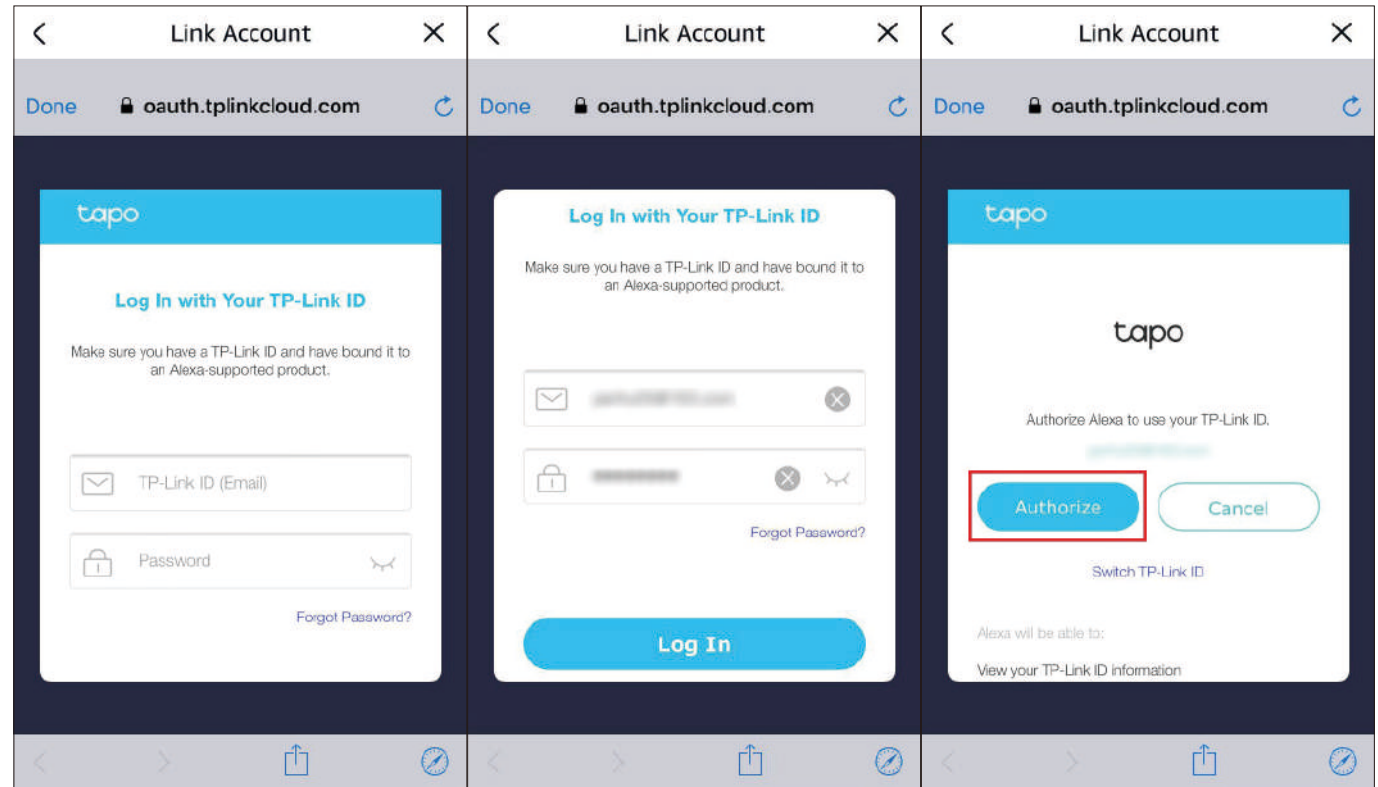 Link Account
Done
oauth.tplinkcloud.com
tapo
Log In with Your TP-Link ID
Make sure you have a TP-Link ID and have bound it to
an Alexa-supported product.
TP-Link ID (Email)
Password
Forgot Password?
Link Account
Done
oauth.tplinkcloud.com
Log In with Your TP-Link ID
Make sure you have a TP-Link ID and have bound it to
an Alexa-supported product.
Forgot Password?
Log In
Link Account
Done
oauth.tplinkcloud.com
tapo
tapo
Authorize Alexa to use your TP-Link ID.
Authorize
Cancel
Switch TP-Link ID
Alexa will be able to:
View your TP-Link ID information